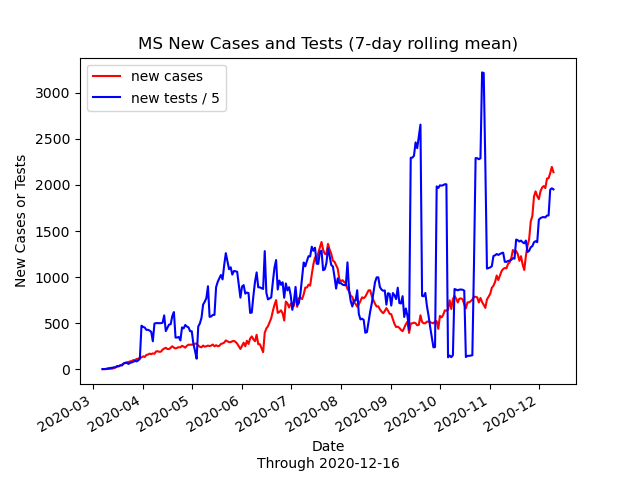 MS New Cases and Tests (7-day rolling mean)
new cases
new tests / 5
New Cases or Tests
3000
2500
2000
1500
1000
500
0
2020-03
2020-04
2020-05
2020-06
2020-07
2020-08
2020-09
2020-10
2020-11
2020-12
Date
Through 2020-12-16